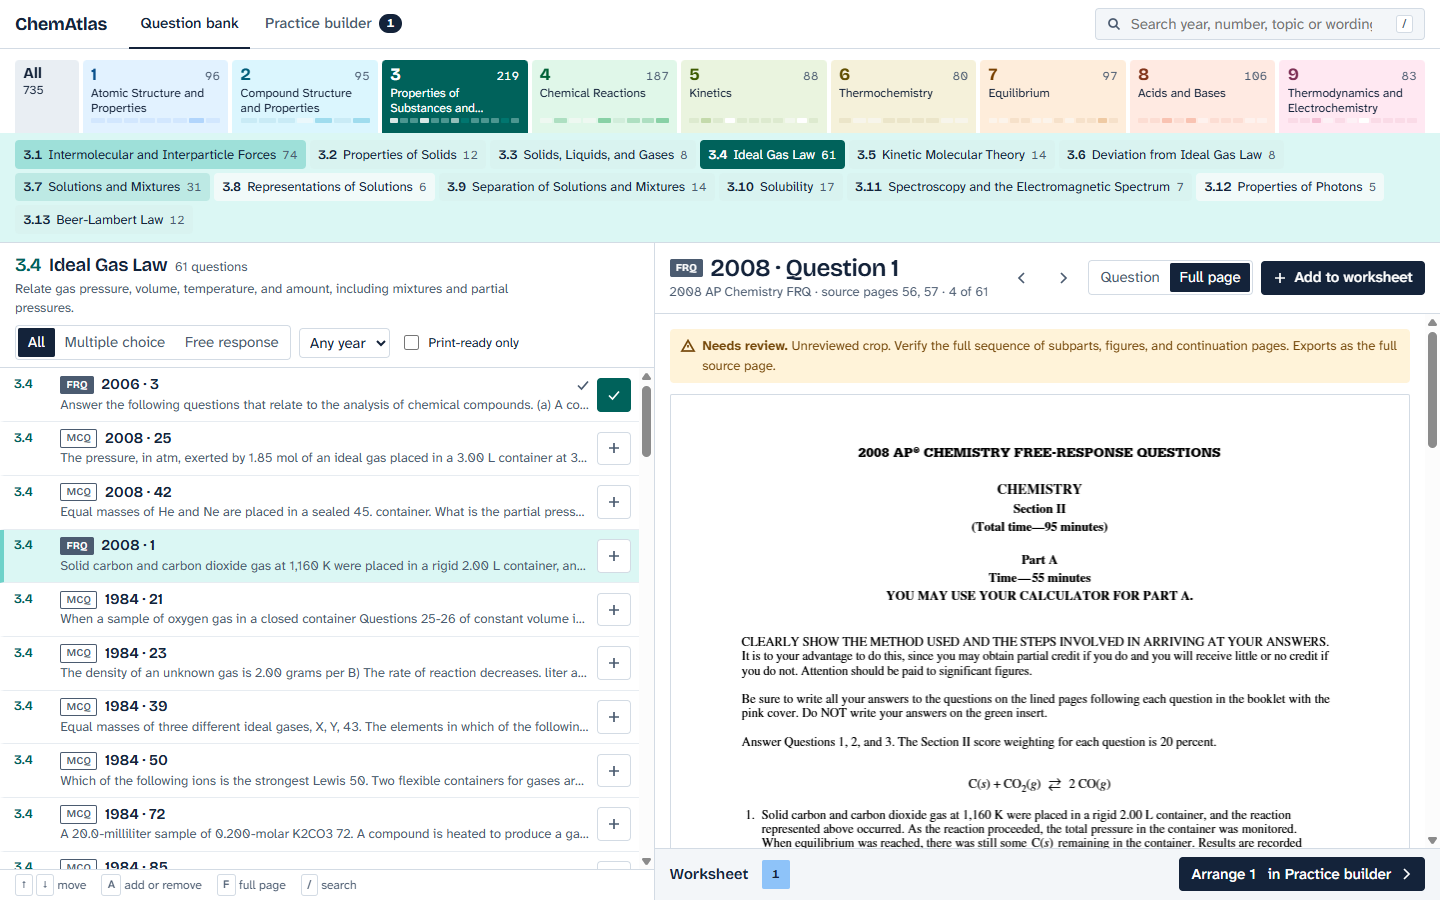 ChemAtlas
Question bank
Practice builder 1
Search year, number, topic or wording /
All
735
1 96
Atomic Structure and
Properties
2 95
Compound Structure
and Properties
3 219
Properties of
Substances and...
4 187
Chemical Reactions
5 88
Kinetics
6 80
Thermochemistry
7 97
Equilibrium
8 106
Acids and Bases
9 83
Thermodynamics and
Electrochemistry
3.1 Intermolecular and Interparticle Forces 74
3.2 Properties of Solids 12
3.3 Solids, Liquids, and Gases 8
3.4 Ideal Gas Law 61
3.5 Kinetic Molecular Theory 14
3.6 Deviation from Ideal Gas Law 8
3.7 Solutions and Mixtures 31
3.8 Representations of Solutions 6
3.9 Separation of Solutions and Mixtures 14
3.10 Solubility 17
3.11 Spectroscopy and the Electromagnetic Spectrum 7
3.12 Properties of Photons 5
3.13 Beer-Lambert Law 12
3.4 Ideal Gas Law 61 questions
Relate gas pressure, volume, temperature, and amount, including mixtures and partial
pressures.
All Multiple choice Free response
Any year
Print-ready only
3.4 FRQ 2006 · 3
Answer the following questions that relate to the analysis of chemical compounds. (a) A co...
3.4 MCQ 2008 · 25
The pressure, in atm, exerted by 1.85 mol of an ideal gas placed in a 3.00 L container at 3...
3.4 MCQ 2008 · 42
Equal masses of He and Ne are placed in a sealed 45. container. What is the partial press...
3.4 FRQ 2008 · 1
Solid carbon and carbon dioxide gas at 1,160 K were placed in a rigid 2.00 L container, an...
3.4 MCQ 1984 · 21
When a sample of oxygen gas in a closed container Questions 25-26 of constant volume i...
3.4 MCQ 1984 · 23
The density of an unknown gas is 2.00 grams per B) The rate of reaction decreases. liter a...
3.4 MCQ 1984 · 39
Equal masses of three different ideal gases, X, Y, 43. The elements in which of the followin...
3.4 MCQ 1984 · 50
Which of the following ions is the strongest Lewis 50. Two flexible containers for gases ar...
3.4 MCQ 1984 · 72
A 20.0-milliliter sample of 0.200-molar K2CO3 72. A compound is heated to produce a ga...
3.4 MCQ 1984 · 85
↑ ↓ move A add or remove F full page / search
FRQ 2008 · Question 1
2008 AP Chemistry FRQ · source pages 56, 57 · 4 of 61
Question Full page
+ Add to worksheet
Needs review. Unreviewed crop. Verify the full sequence of subparts, figures, and continuation pages. Exports as the full
source page.
2008 AP® CHEMISTRY FREE-RESPONSE QUESTIONS
CHEMISTRY
Section II
(Total time—95 minutes)
Part A
Time—55 minutes
YOU MAY USE YOUR CALCULATOR FOR PART A.
CLEARLY SHOW THE METHOD USED AND THE STEPS INVOLVED IN ARRIVING AT YOUR ANSWERS.
It is to your advantage to do this, since you may obtain partial credit if you do and you will receive little or no credit if
you do not. Attention should be paid to significant figures.
Be sure to write all your answers to the questions on the lined pages following each question in the booklet with the
pink cover. Do NOT write your answers on the green insert.
Answer Questions 1, 2, and 3. The Section II score weighting for each question is 20 percent.
C(s) + CO₂(g) ⇄ 2 CO(g)
1. Solid carbon and carbon dioxide gas at 1,160 K were placed in a rigid 2.00 L container, and the reaction
represented above occurred. As the reaction proceeded, the total pressure in the container was monitored.
When equilibrium was reached, there was still some C(s) remaining in the container. Results are recorded
Worksheet 1
Arrange 1 in Practice builder